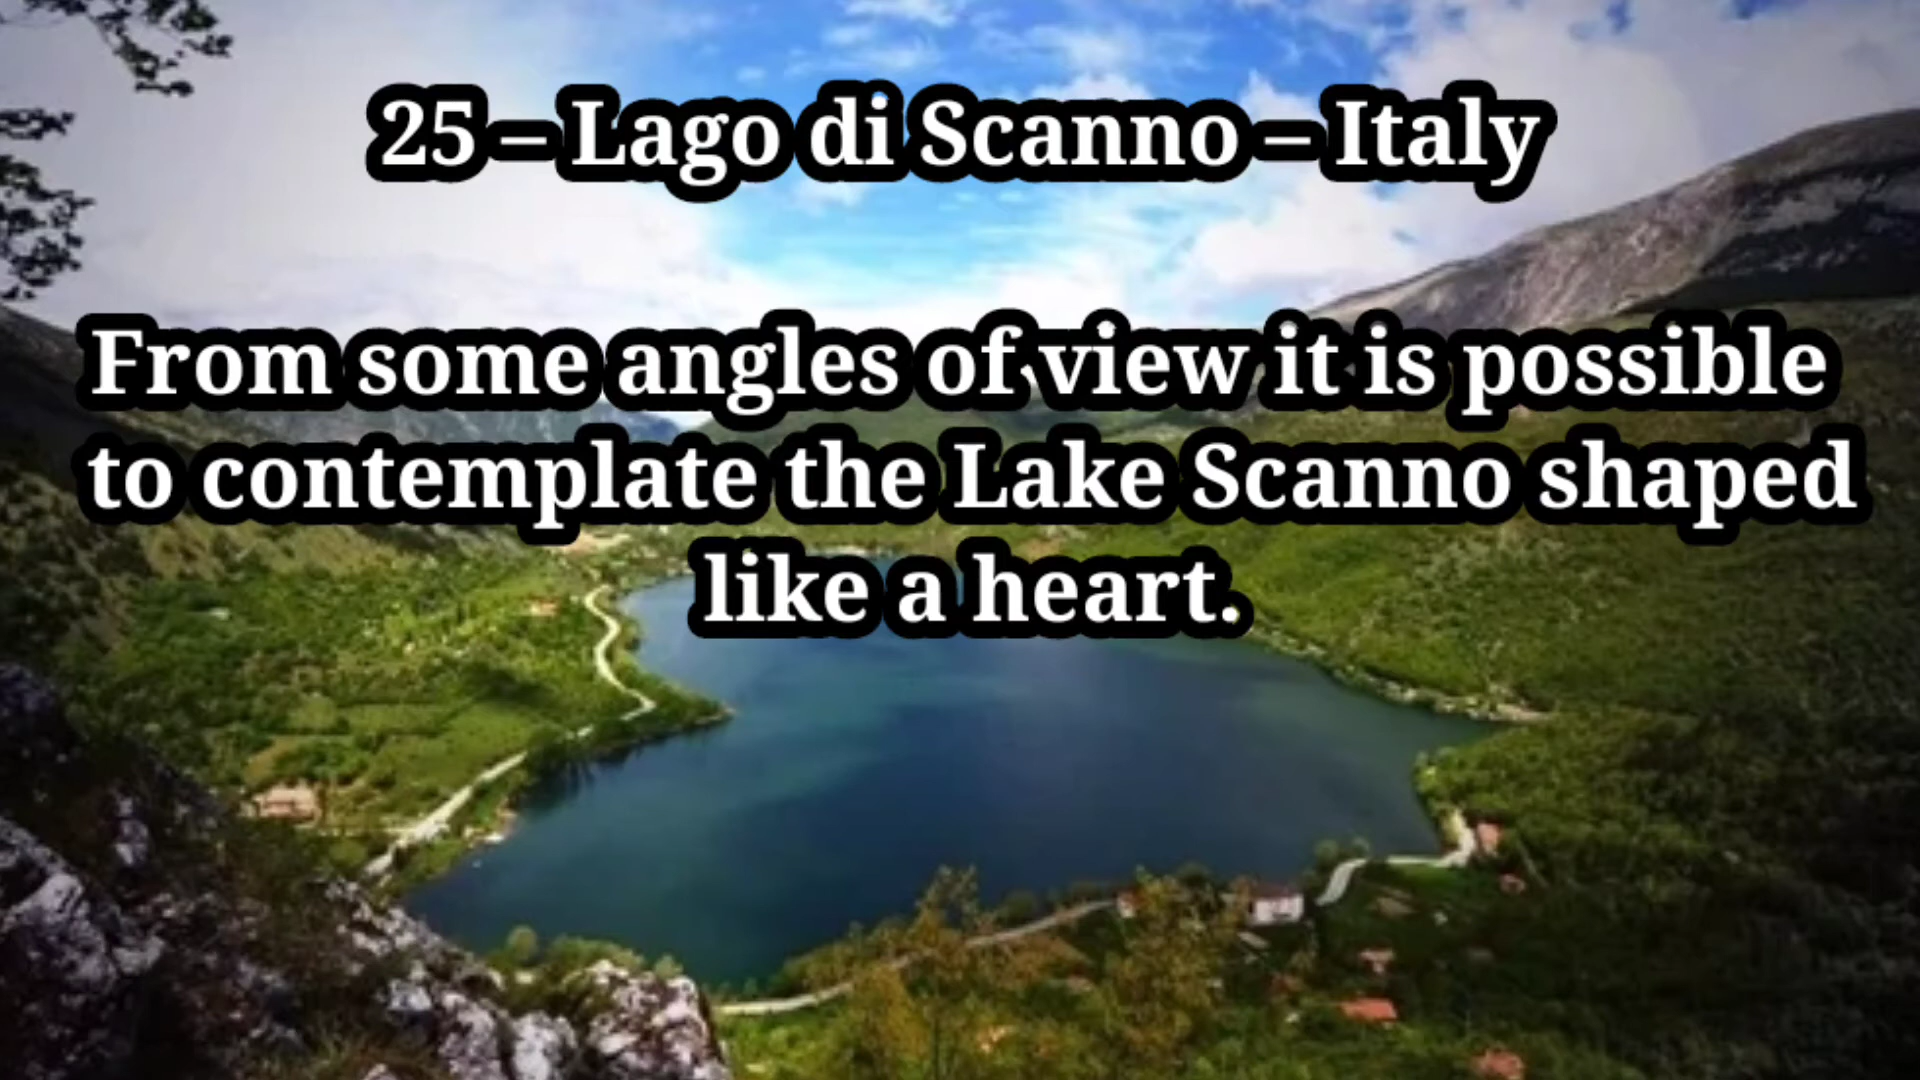 25 – Lago di Scanno – Italy
From some angles of view it is possible
to contemplate the Lake Scanno shaped
like a heart.